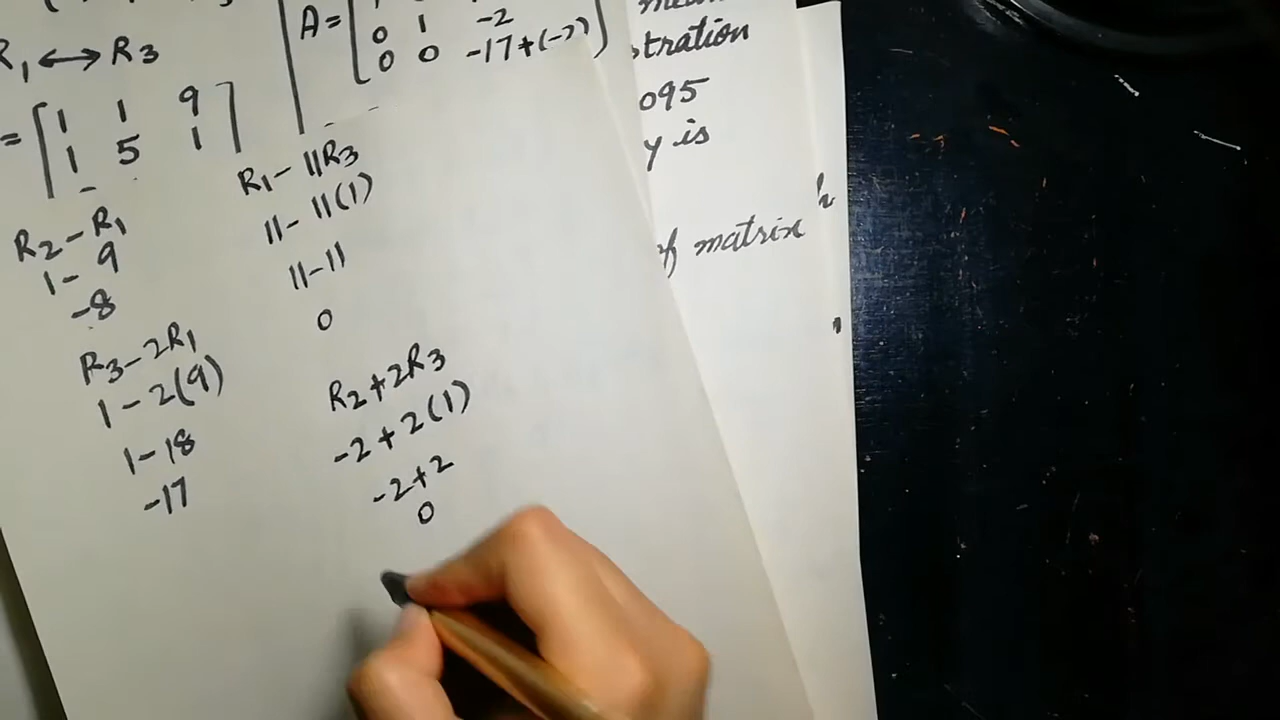 R1 ↔ R3
= [ 1 1 9 ]
1 5 1
A = [
0 1 -2
0 0 -17+(-7)
stration
095
y is
of matrix
R2 - R1
1 - 9
-8
R3 - 2R1
1 - 2(9)
1 - 18
-17
R1 - 11R3
11 - 11(1)
11 - 11
0
R2 + 2R3
-2 + 2(1)
-2 + 2
0